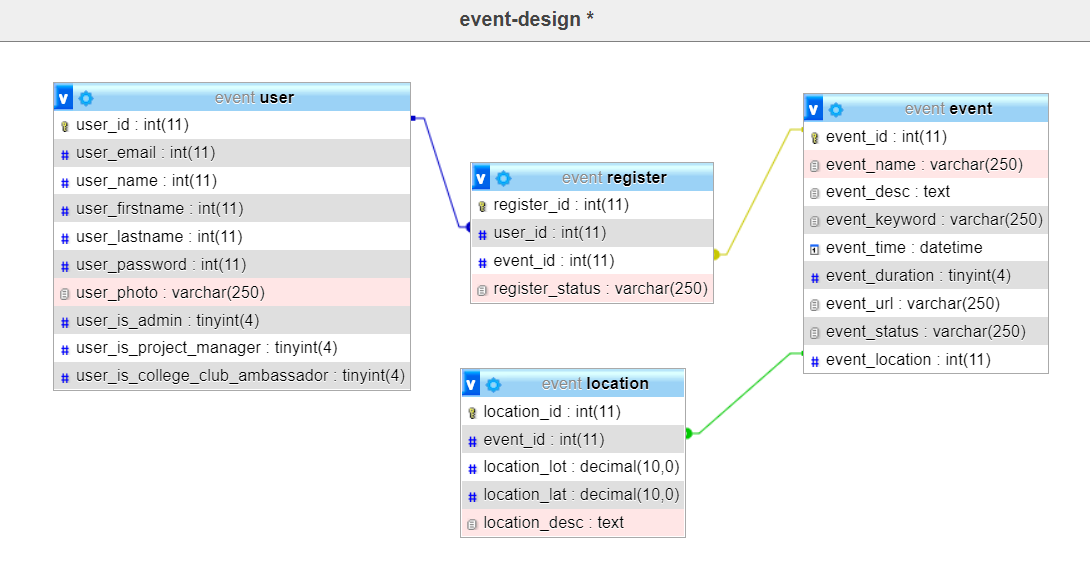 event-design *
v event user
user_id : int(11)
# user_email : int(11)
# user_name : int(11)
# user_firstname : int(11)
# user_lastname : int(11)
# user_password : int(11)
user_photo : varchar(250)
# user_is_admin : tinyint(4)
# user_is_project_manager : tinyint(4)
# user_is_college_club_ambassador : tinyint(4)
v event register
register_id : int(11)
# user_id : int(11)
# event_id : int(11)
register_status : varchar(250)
v event event
event_id : int(11)
event_name : varchar(250)
event_desc : text
event_keyword : varchar(250)
event_time : datetime
# event_duration : tinyint(4)
event_url : varchar(250)
event_status : varchar(250)
# event_location : int(11)
v event location
location_id : int(11)
# event_id : int(11)
# location_lot : decimal(10,0)
# location_lat : decimal(10,0)
location_desc : text